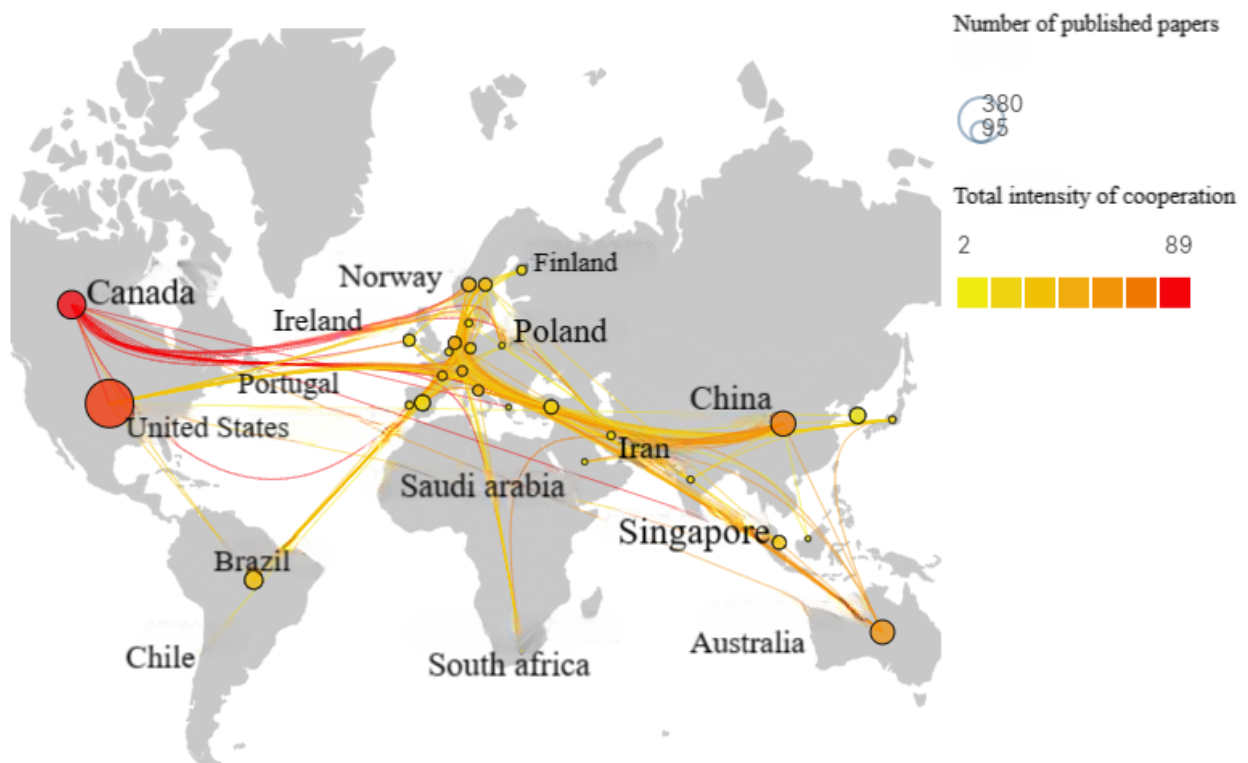 Number of published papers
380
95
Total intensity of cooperation
2 89
Finland
Norway
Canada
Ireland
Poland
Portugal
China
United States
Iran
Saudi arabia
Singapore
Brazil
Australia
Chile
South africa